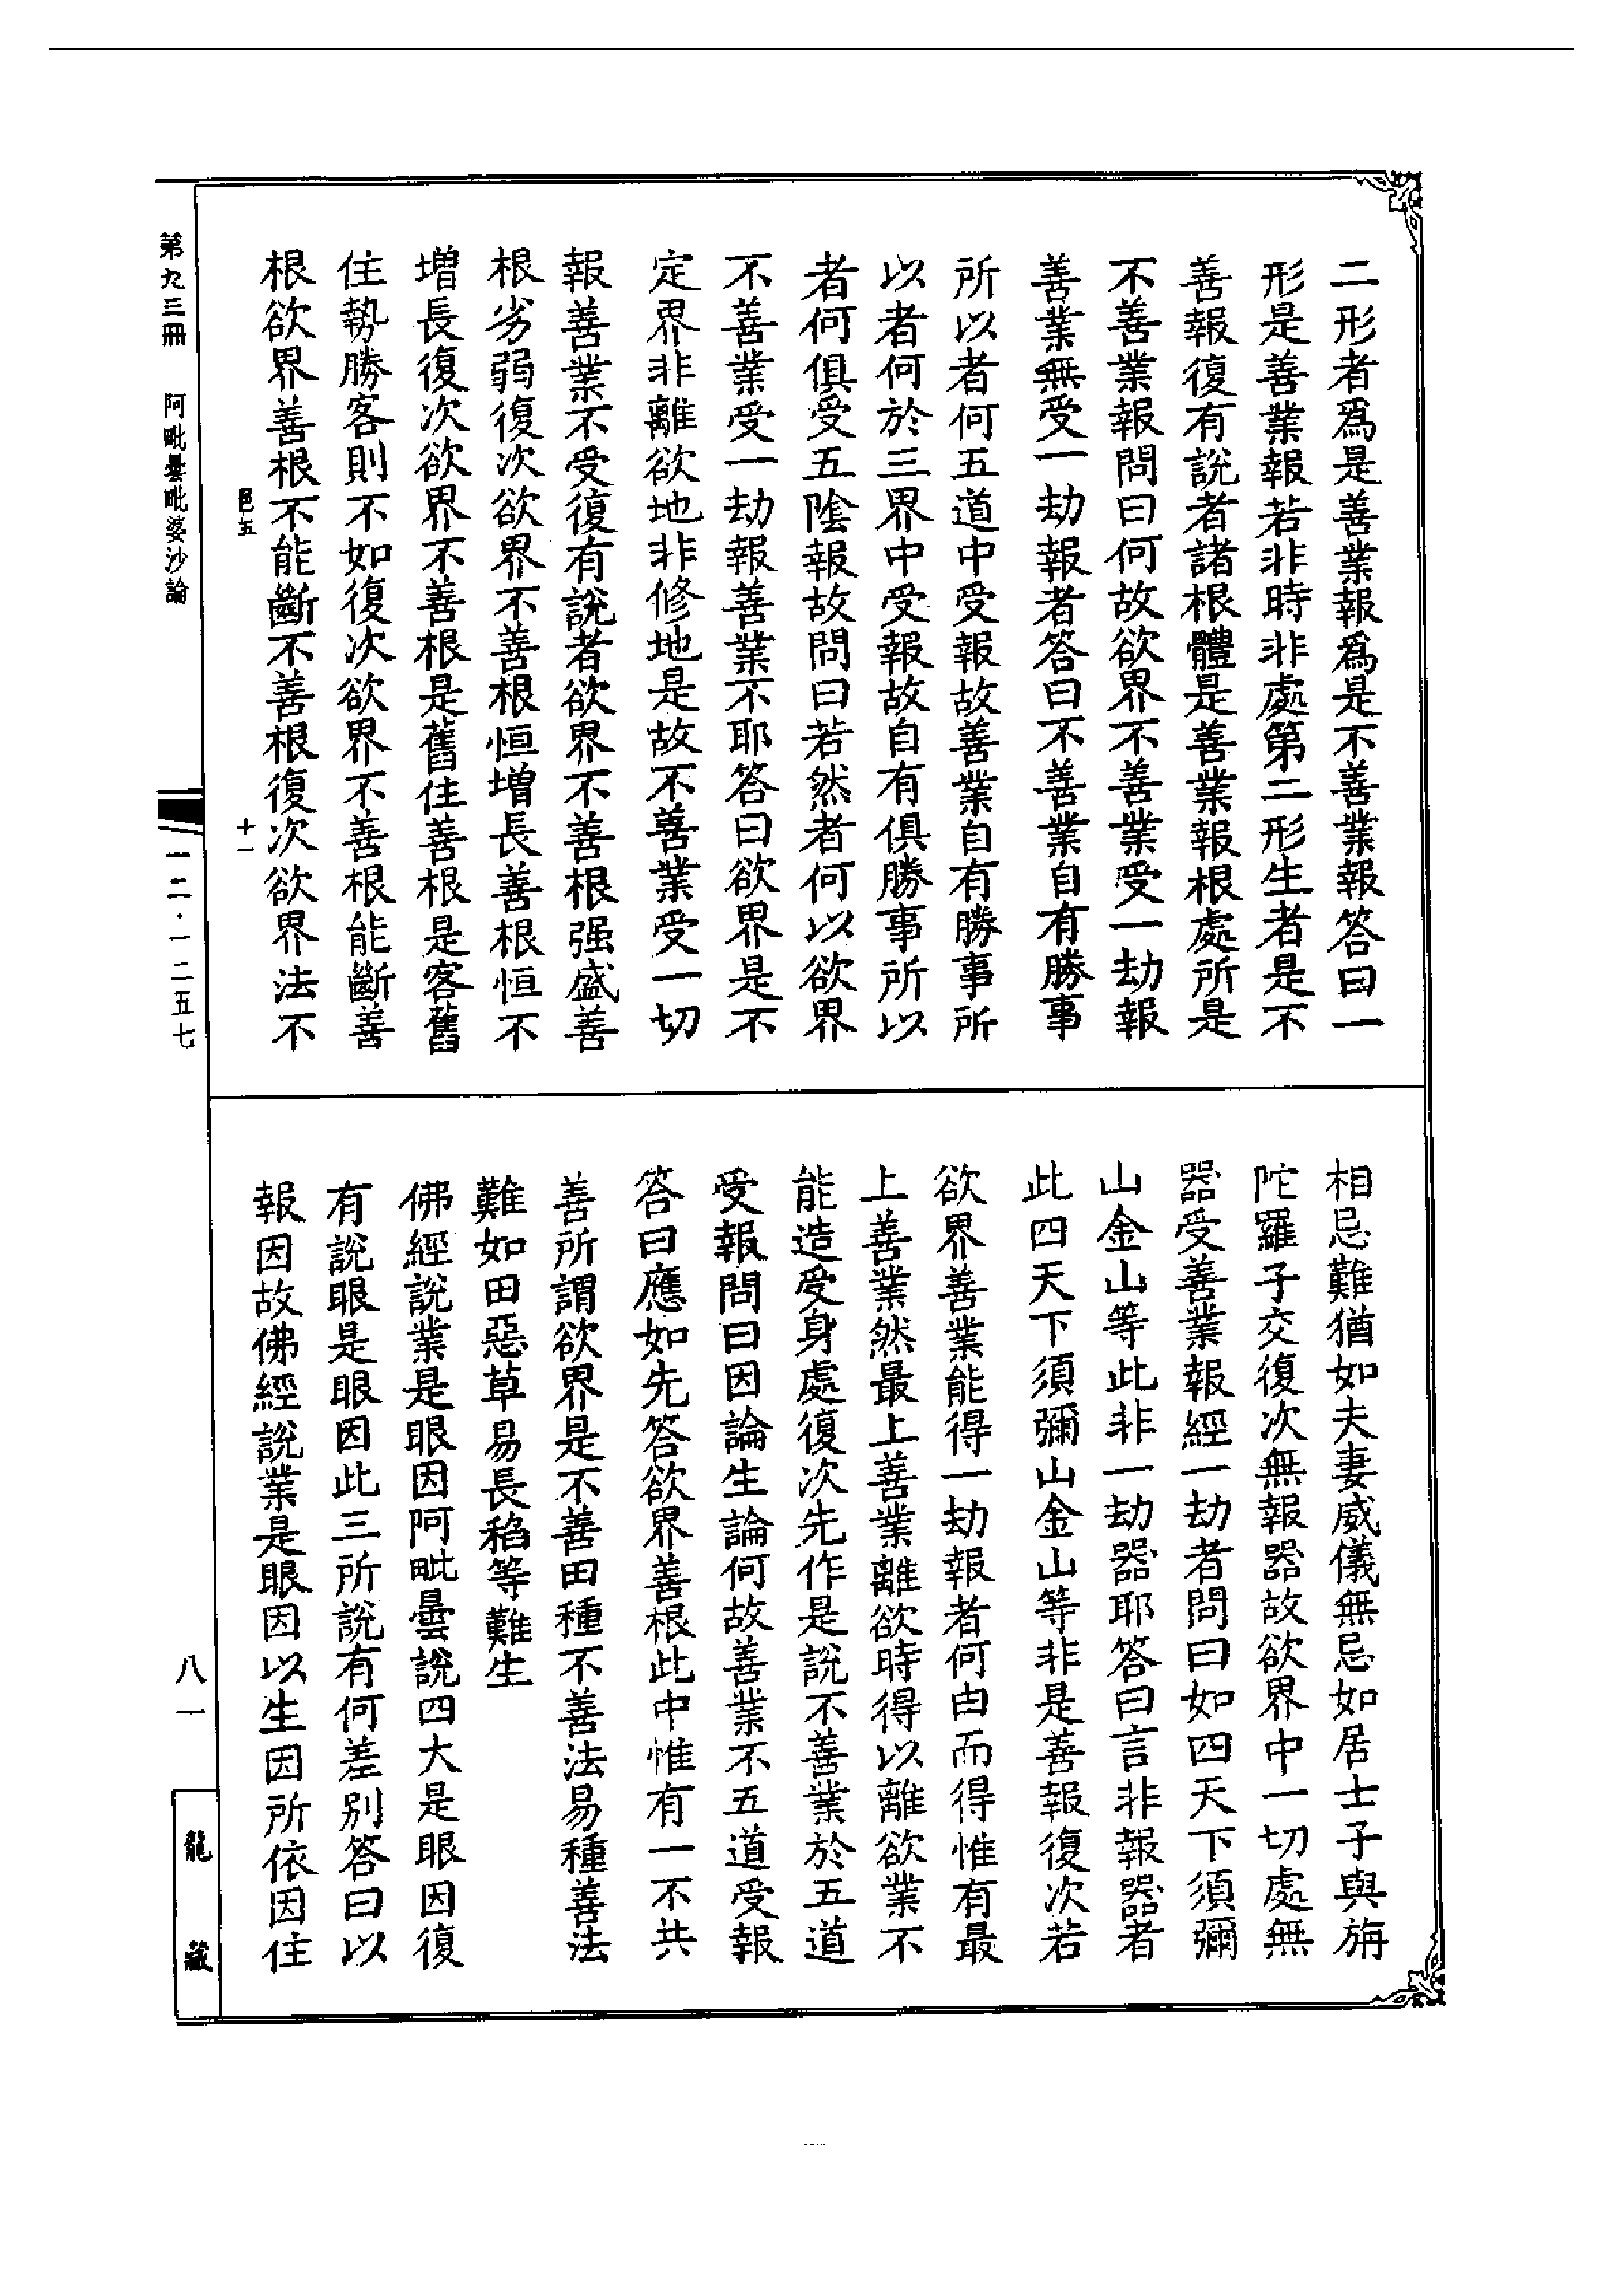 二形者爲是善業報爲是不善業報答曰一
形是善業報若非時非處第二形生者是不
善報復有說者諸根體是善業報根處所是
不善業報問曰何故欲界不善業受一劫報
善業無受一劫報者答曰不善業自有勝事
所以者何五道中受報故善業自有勝事所
以者何於三界中受報故自有俱勝事所以
者何俱受五陰報故問曰若然者何以欲界
不善業受一劫報善業不耶答曰欲界是不
定界非離欲地非修地是故不善業受一切
報善業不受復有說者欲界不善根强盛善
根劣弱復次欲界不善根恒增長善根恒不
增長復次欲界不善根是舊住善根是客舊
住勢勝客則不如復次欲界不善根能斷善
根欲界善根不能斷不善根復次欲界法不
邑五 十一
相忌難猶如夫妻威儀無忌如居士子與旃
陀羅子交復次無報器故欲界中一切處無
器受善業報經一劫者問曰如四天下須彌
山金山等此非一劫器耶答曰言非報器者
此四天下須彌山金山等非是善報復次若
欲界善業能得一劫報者何由而得惟有最
上善業然最上善業離欲時得以離欲業不
能造受身處復次先作是說不善業於五道
受報問曰因論生論何故善業不五道受報
答曰應如先答欲界善根此中惟有一不共
善所謂欲界是不善田種不善法易種善法
難如田惡草易長稻等難生
佛經說業是眼因阿毗曇說四大是眼因復
有說眼是眼因此三所說有何差別答曰以
報因故佛經說業是眼因以生因所依因住
第九三冊 阿毗曇毗婆沙論
一二·一二五七
八一
龍藏